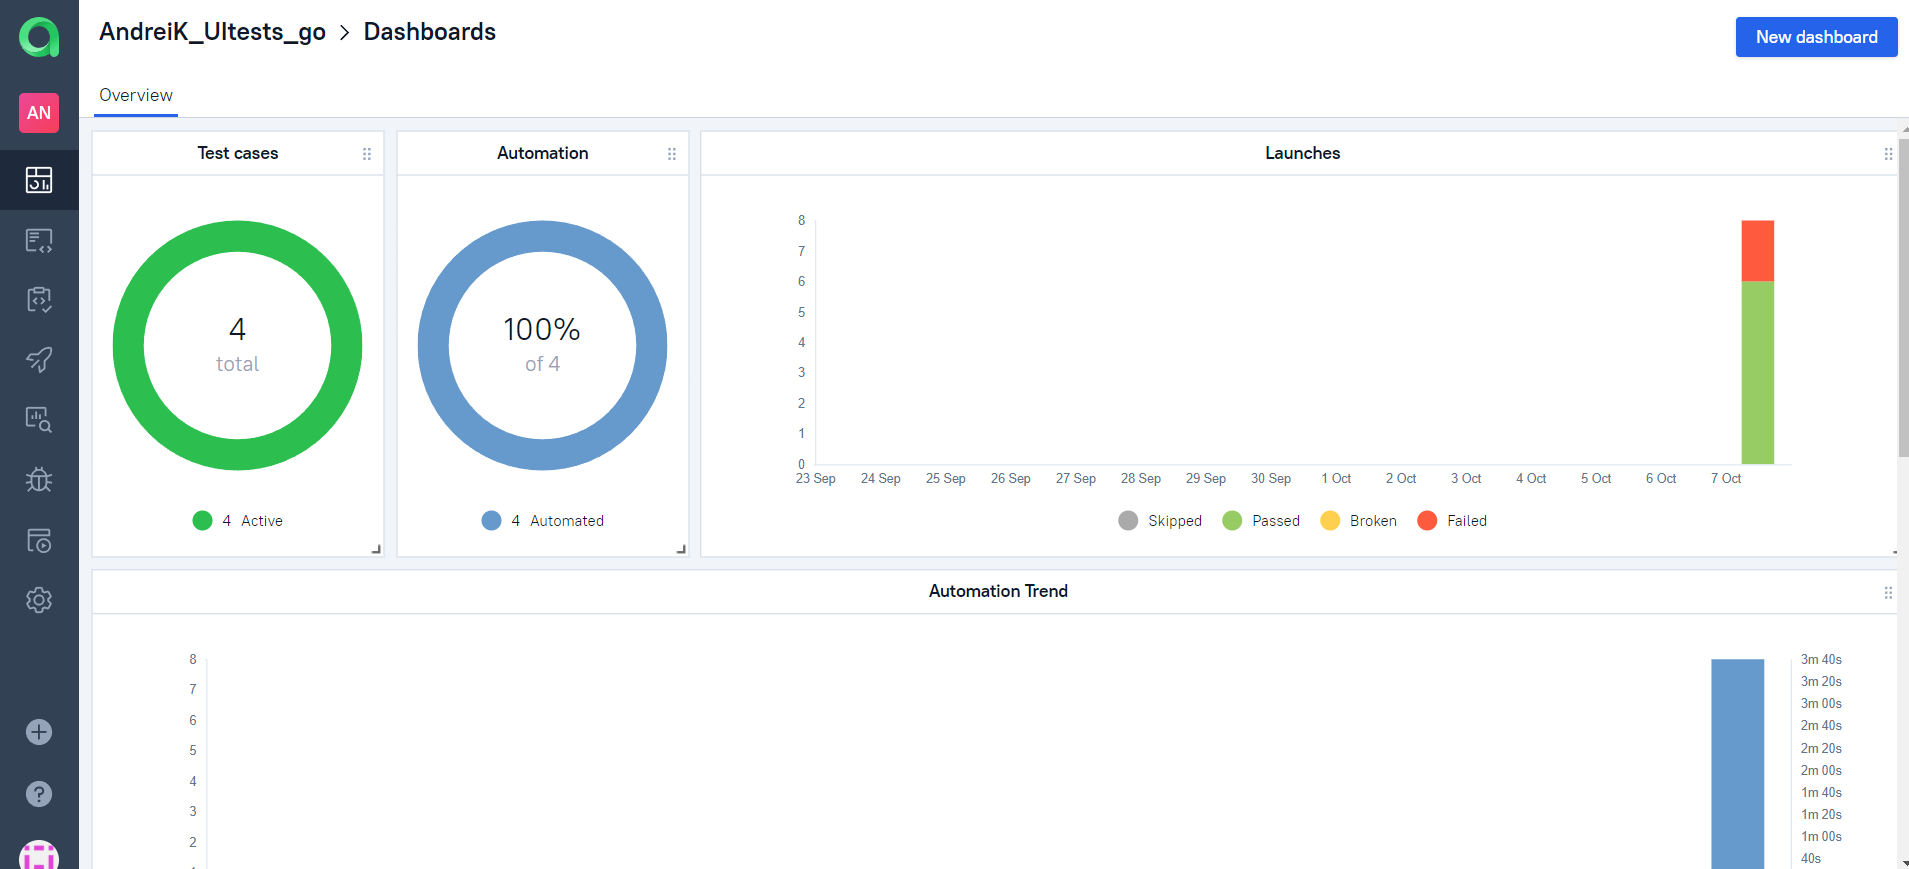 AndreiK_UItests_go > Dashboards
New dashboard
AN
Overview
Test cases
4
total
4 Active
Automation
100%
of 4
4 Automated
Launches
8
7
6
5
4
3
2
1
0
23 Sep 24 Sep 25 Sep 26 Sep 27 Sep 28 Sep 29 Sep 30 Sep 1 Oct 2 Oct 3 Oct 4 Oct 5 Oct 6 Oct 7 Oct
Skipped Passed Broken Failed
Automation Trend
8
7
6
5
4
3
2
3m 40s
3m 20s
3m 00s
2m 40s
2m 20s
2m 00s
1m 40s
1m 20s
1m 00s
40s
?